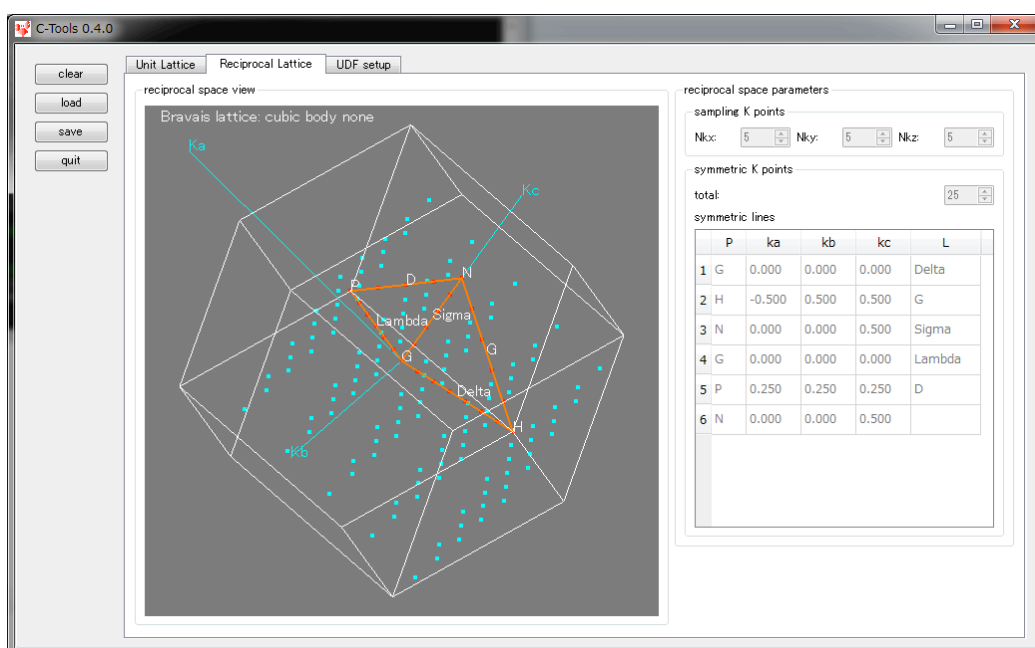 C-Tools 0.4.0
clear
load
save
quit
Unit Lattice Reciprocal Lattice UDF setup
reciprocal space view
Bravais lattice: cubic body none
Ka
Kc
P D N
Lambda Sigma
G
G
Delta
H
Kb
reciprocal space parameters
sampling K points
Nkx: 5 Nky: 5 Nkz: 5
symmetric K points
total: 25
symmetric lines
P ka kb kc L
1 G 0.000 0.000 0.000 Delta
2 H -0.500 0.500 0.500 G
3 N 0.000 0.000 0.500 Sigma
4 G 0.000 0.000 0.000 Lambda
5 P 0.250 0.250 0.250 D
6 N 0.000 0.000 0.500